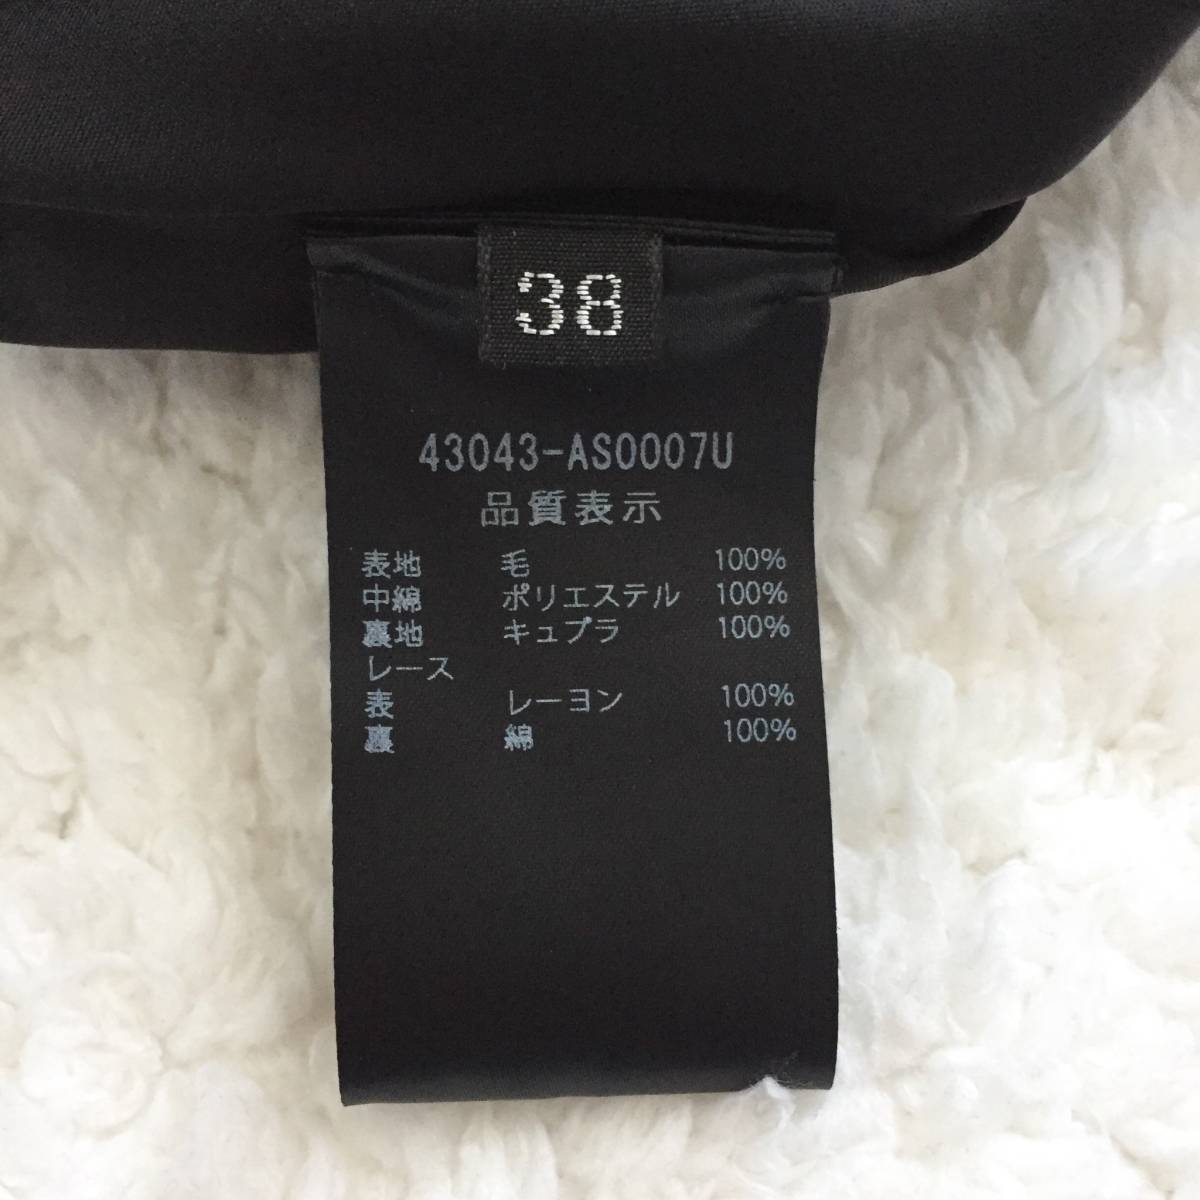 38
43043-AS0007U
品質表示
表地 毛 100%
中綿 ポリエステル 100%
裏地 キュプラ 100%
レース
表 レーヨン 100%
裏 綿 100%